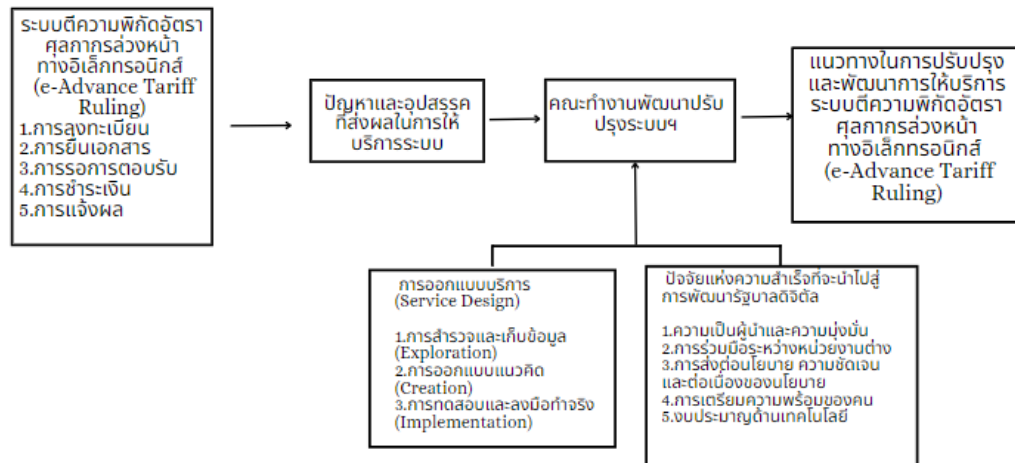 ระบบตีความพิกัดอัตรา
ศุลกากรล่วงหน้า
ทางอิเล็กทรอนิกส์
(e-Advance Tariff
Ruling)
1.การลงทะเบียน
2.การยื่นเอกสาร
3.การรอการตอบรับ
4.การชำระเงิน
5.การแจ้งผล
ปัญหาและอุปสรรค
ที่ส่งผลในการให้
บริการระบบ
คณะทำงานพัฒนาปรับ
ปรุงระบบฯ
แนวทางในการปรับปรุง
และพัฒนาการให้บริการ
ระบบตีความพิกัดอัตรา
ศุลกากรล่วงหน้า
ทางอิเล็กทรอนิกส์
(e-Advance Tariff
Ruling)
การออกแบบบริการ
(Service Design)
1.การสำรวจและเก็บข้อมูล
(Exploration)
2.การออกแบบแนวคิด
(Creation)
3.การทดสอบและลงมือทำจริง
(Implementation)
ปัจจัยแห่งความสำเร็จที่จะนำไปสู่
การพัฒนารัฐบาลดิจิตัล
1.ความเป็นผู้นำและความมุ่งมั่น
2.การร่วมมือระหว่างหน่วยงานต่าง
3.การส่งต่อนโยบาย ความชัดเจน
และต่อเนื่องของนโยบาย
4.การเตรียมความพร้อมของคน
5.งบประมาณด้านเทคโนโลยี